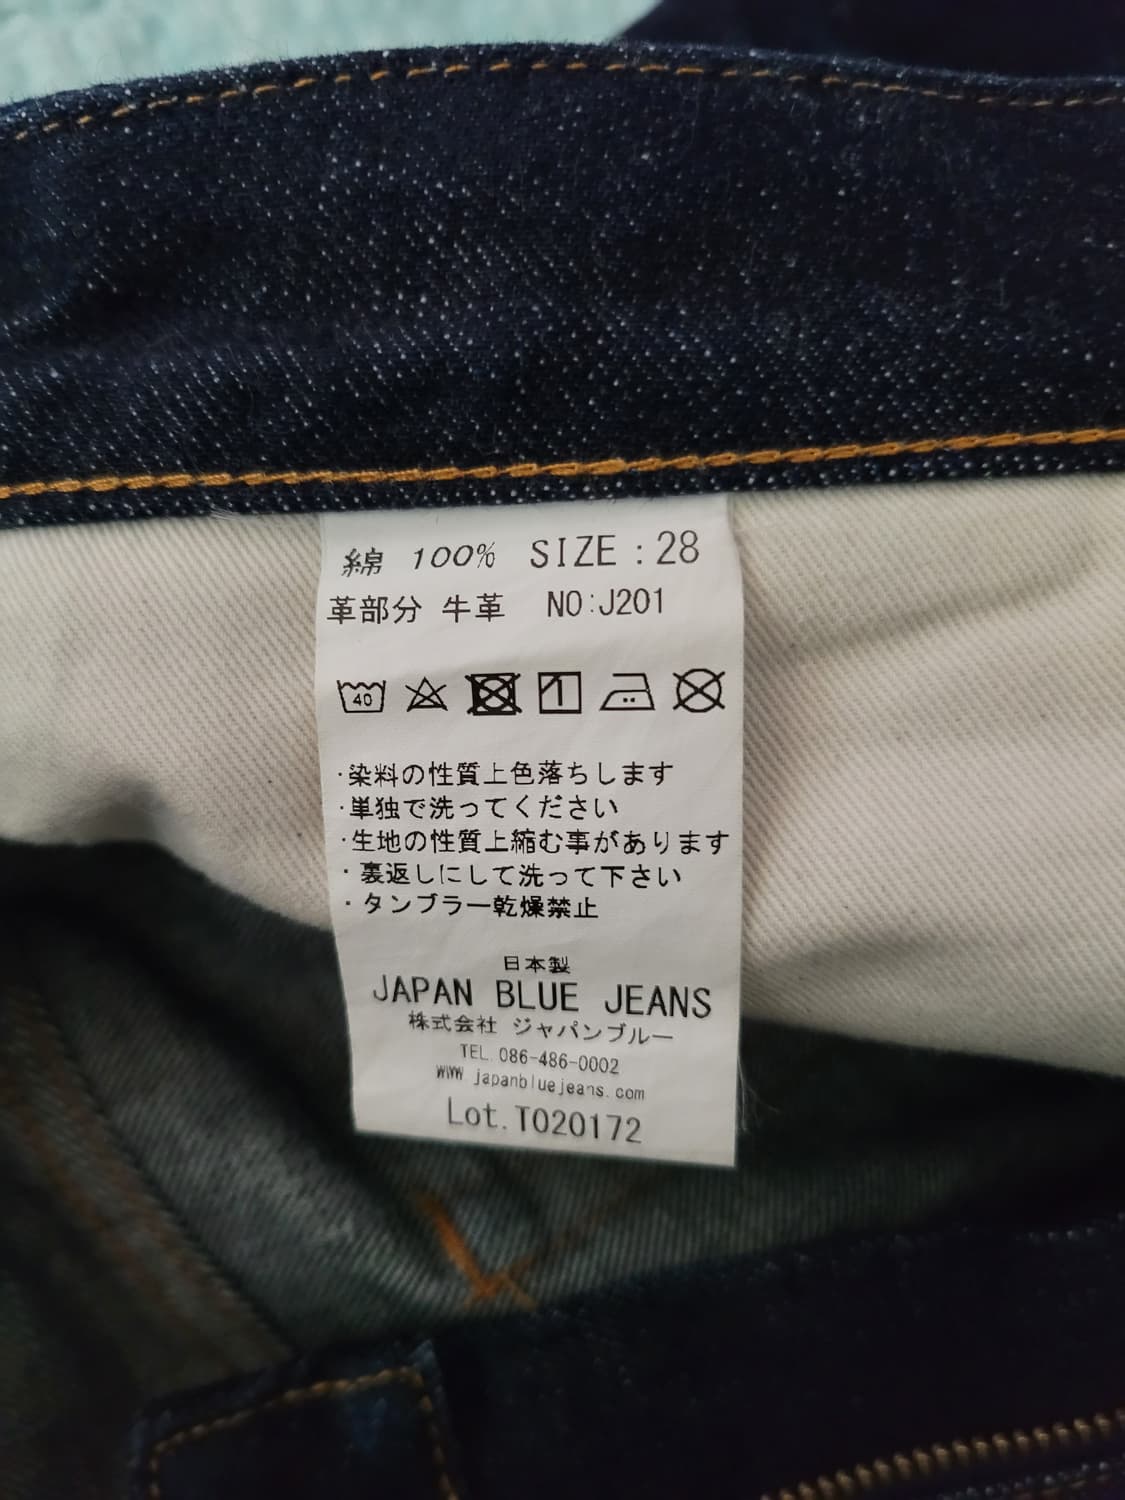 綿 100% SIZE : 28
革部分 牛革 NO:J201
40
・染料の性質上色落ちします
・単独で洗ってください
・生地の性質上縮む事があります
・裏返しにして洗って下さい
・タンブラー乾燥禁止
日本製
JAPAN BLUE JEANS
株式会社 ジャパンブルー
TEL.086-486-0002
www japanbluejeans.com
Lot.T020172